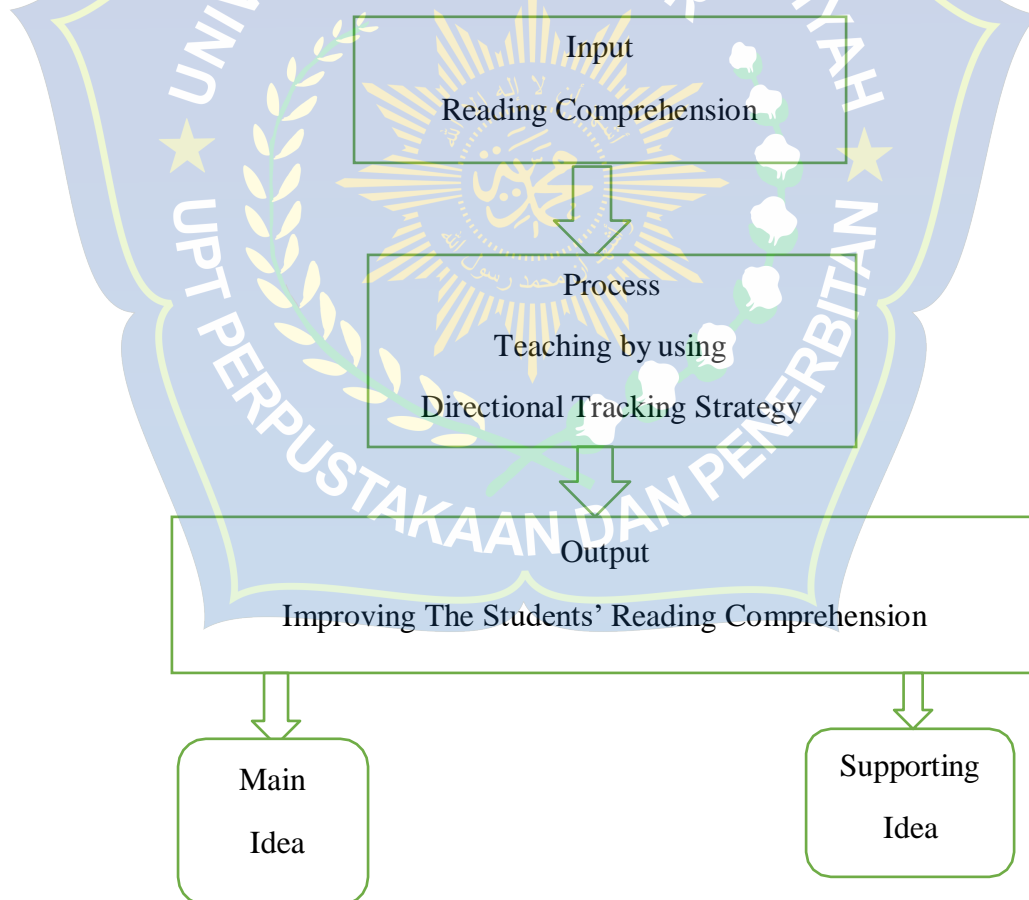 Input
Reading Comprehension
Process
Teaching by using
Directional Tracking Strategy
Output
Improving The Students’ Reading Comprehension
Main
Idea
Supporting
Idea
UPT PERPUSTAKAAN DAN PENERBITAN
محمد